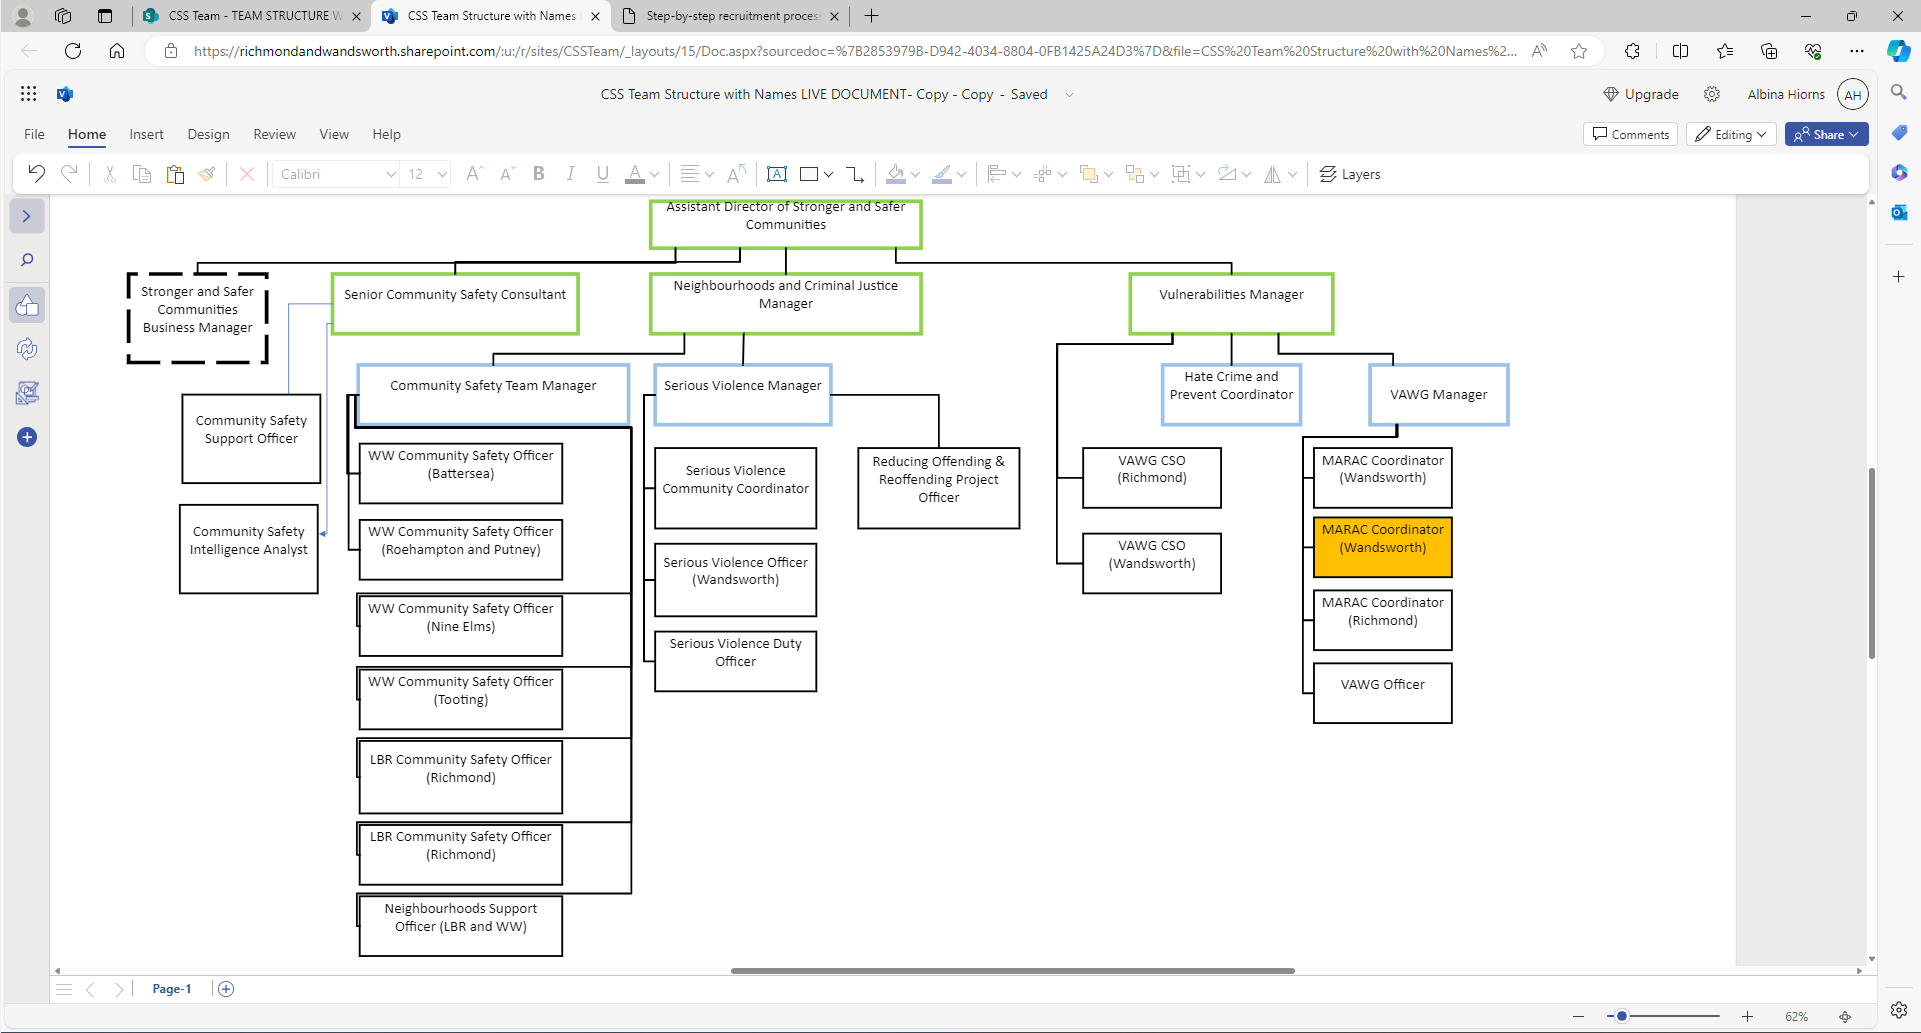 CSS Team - TEAM STRUCTURE W
CSS Team Structure with Names
Step-by-step recruitment process
https://richmondandwandsworth.sharepoint.com/:u:/r/sites/CSSTeam/_layouts/15/Doc.aspx?sourcedoc=%7B2853979B-D942-4034-8804-0FB1425A24D3%7D&file=CSS%20Team%20Structure%20with%20Names%2...
CSS Team Structure with Names LIVE DOCUMENT- Copy - Copy - Saved
Upgrade
Albina Hiorns
AH
File
Home
Insert
Design
Review
View
Help
Comments
Editing
Share
Calibri
12
Layers
Assistant Director of Stronger and Safer
Communities
Stronger and Safer
Communities
Business Manager
Senior Community Safety Consultant
Neighbourhoods and Criminal Justice
Manager
Vulnerabilities Manager
Community Safety Team Manager
Serious Violence Manager
Hate Crime and
Prevent Coordinator
VAWG Manager
Community Safety
Support Officer
Community Safety
Intelligence Analyst
WW Community Safety Officer
(Battersea)
WW Community Safety Officer
(Roehampton and Putney)
WW Community Safety Officer
(Nine Elms)
WW Community Safety Officer
(Tooting)
LBR Community Safety Officer
(Richmond)
LBR Community Safety Officer
(Richmond)
Neighbourhoods Support
Officer (LBR and WW)
Serious Violence
Community Coordinator
Serious Violence Officer
(Wandsworth)
Serious Violence Duty
Officer
Reducing Offending &
Reoffending Project
Officer
VAWG CSO
(Richmond)
VAWG CSO
(Wandsworth)
MARAC Coordinator
(Wandsworth)
MARAC Coordinator
(Wandsworth)
MARAC Coordinator
(Richmond)
VAWG Officer
Page-1
62%